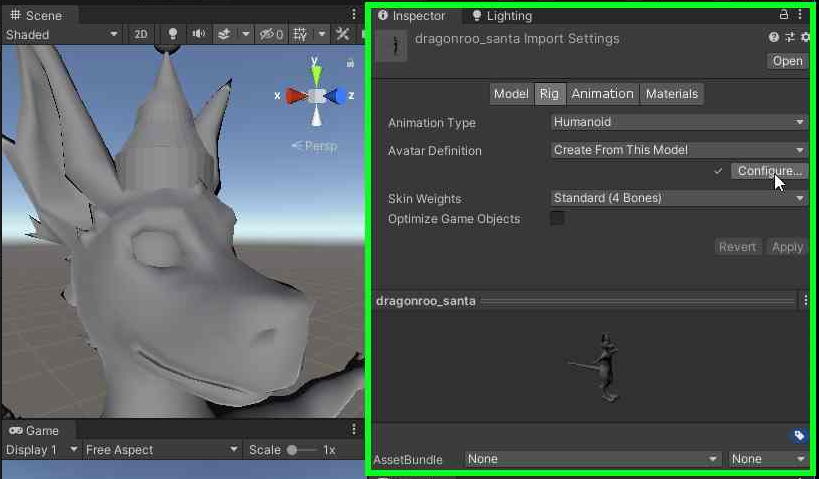 Scene
Shaded
2D
0
y
x
z
Persp
Game
Display 1
Free Aspect
Scale
1x
Inspector
Lighting
dragonroo_santa Import Settings
Open
Model
Rig
Animation
Materials
Animation Type
Humanoid
Avatar Definition
Create From This Model
Configure...
Skin Weights
Standard (4 Bones)
Optimize Game Objects
Revert
Apply
dragonroo_santa
AssetBundle
None
None